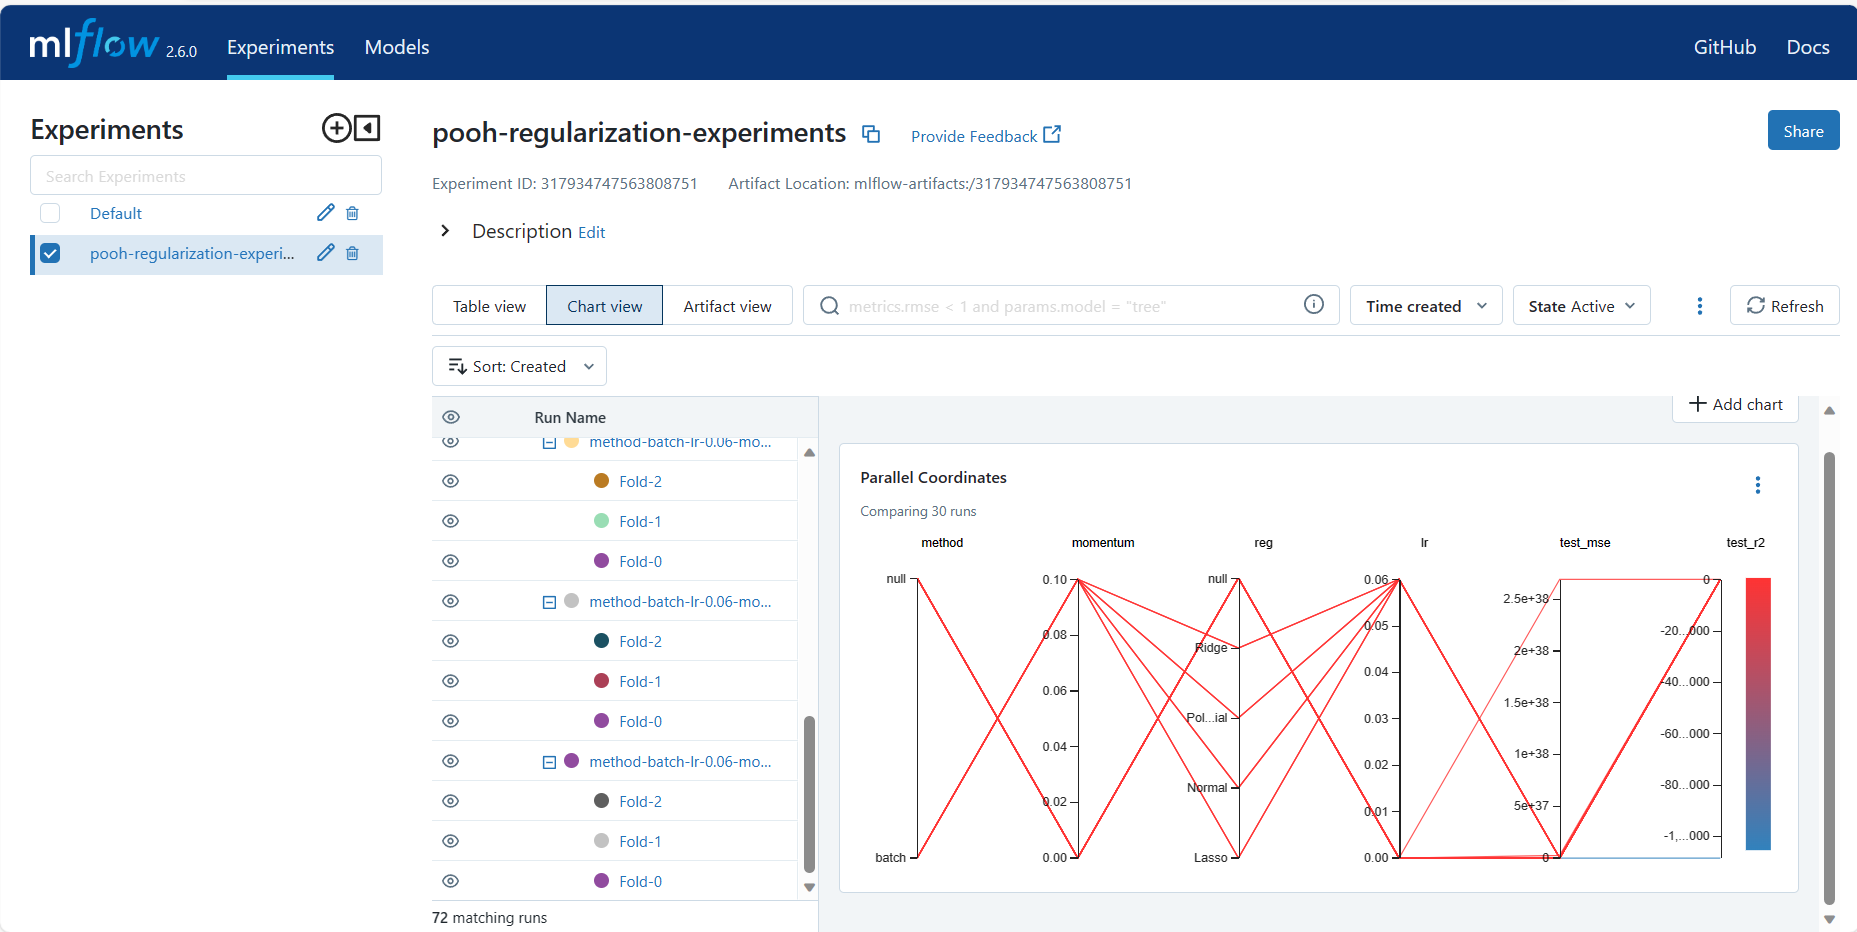 mlflow 2.6.0 Experiments Models GitHub Docs
Experiments
Search Experiments
Default
pooh-regularization-experi...
pooh-regularization-experiments Provide Feedback Share
Experiment ID: 317934747563808751 Artifact Location: mlflow-artifacts:/317934747563808751
Description Edit
Table view Chart view Artifact view metrics.rmse < 1 and params.model = "tree" Time created State Active Refresh
Sort: Created
Run Name
method-batch-lr-0.06-mo...
Fold-2
Fold-1
Fold-0
method-batch-lr-0.06-mo...
Fold-2
Fold-1
Fold-0
method-batch-lr-0.06-mo...
Fold-2
Fold-1
Fold-0
72 matching runs
Add chart
Parallel Coordinates
Comparing 30 runs
method momentum reg lr test_mse test_r2
null
batch
0.10
0.08
0.06
0.04
0.02
0.00
null
Ridge
Pol...ial
Normal
Lasso
0.06
0.05
0.04
0.03
0.02
0.01
0.00
2.5e+38
2e+38
1.5e+38
1e+38
5e+37
0
0
-20...000
-40...000
-60...000
-80...000
-1,...000